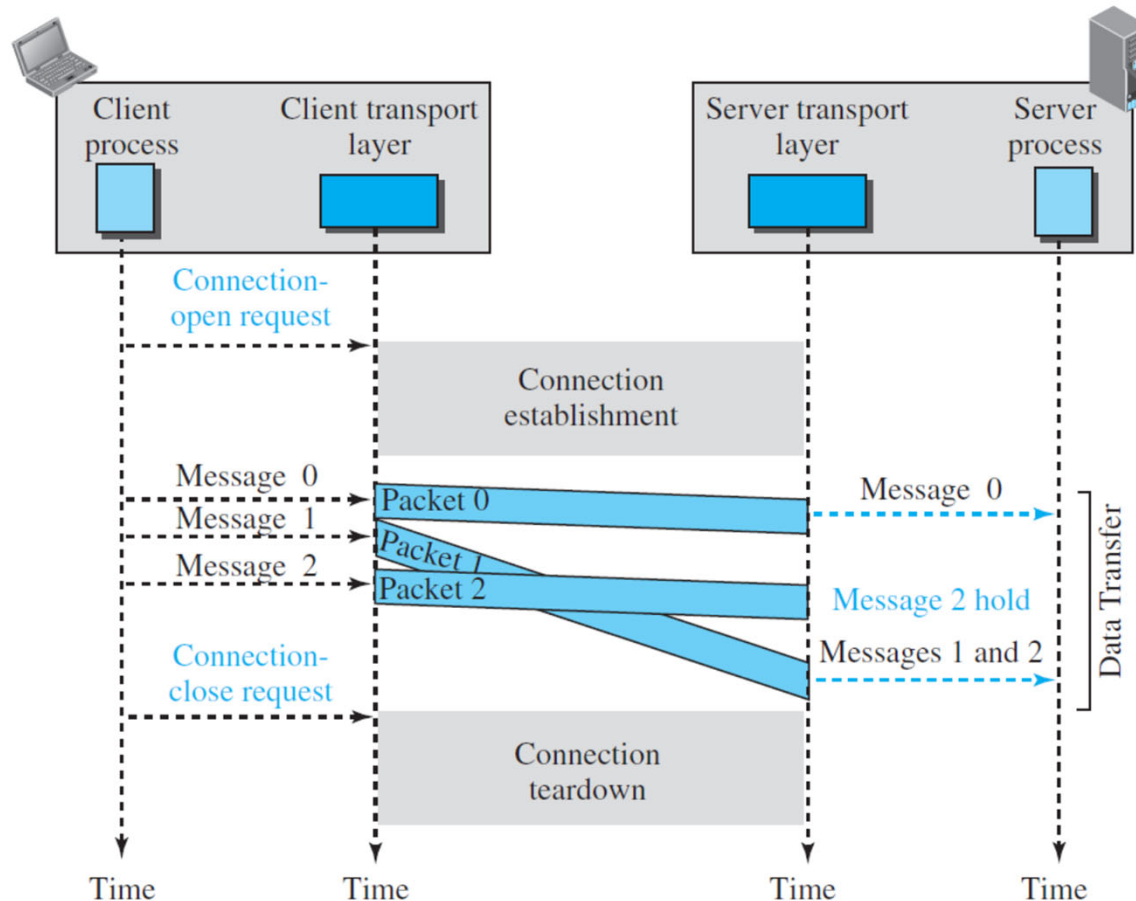 Client process
Client transport layer
Server transport layer
Server process
Connection-
open request
Connection
establishment
Message 0
Packet 0
Message 0
Message 1
Packet 1
Message 2
Packet 2
Message 2 hold
Connection-
close request
Messages 1 and 2
Data Transfer
Connection
teardown
Time
Time
Time
Time